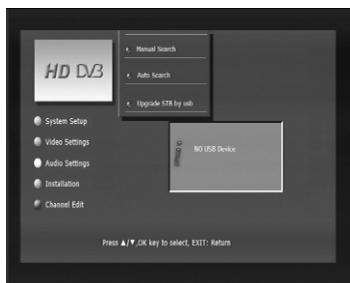 HD DVB
Manual Search
Auto Search
Upgrade STB by usb
System Setup
Video Settings
Audio Settings
Installation
Channel Edit
NO USB Device
Press ▲/▼,OK key to select, EXIT: Return